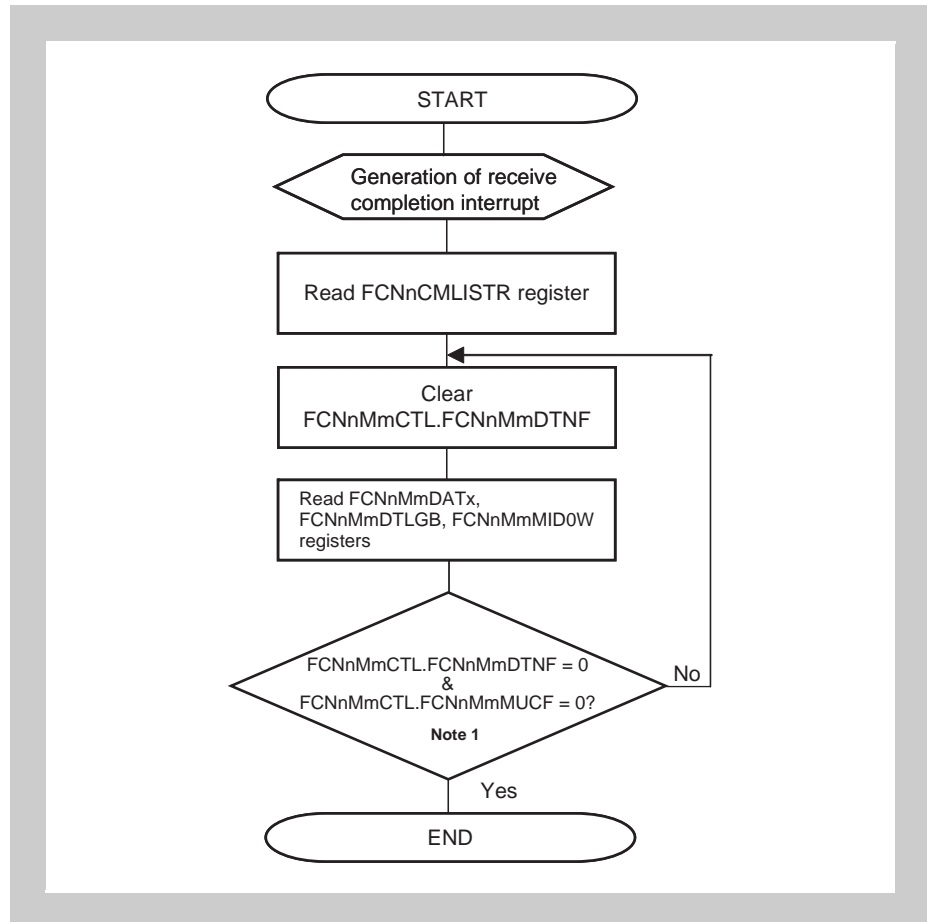 START
Generation of receive
completion interrupt
Read FCNnCMLISTR register
Clear
FCNnMmCTL.FCNnMmDTNF
Read FCNnMmDATx,
FCNnMmDTLGB, FCNnMmMID0W
registers
FCNnMmCTL.FCNnMmDTNF = 0
&
FCNnMmCTL.FCNnMmMUCF = 0?
Note 1
No
Yes
END